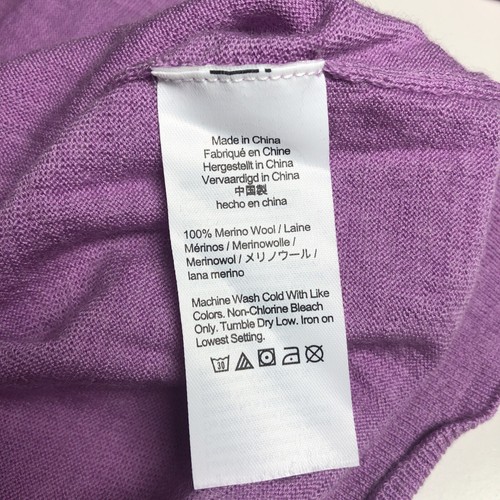 Made in China
Fabriqué en Chine
Hergestellt in China
Vervaardigd in China
中国製
hecho en china
100% Merino Wool / Laine
Mérinos / Merinowolle /
Merinowol / メリノウール /
lana merino
Machine Wash Cold With Like
Colors. Non-Chlorine Bleach
Only. Tumble Dry Low. Iron on
Lowest Setting.
30